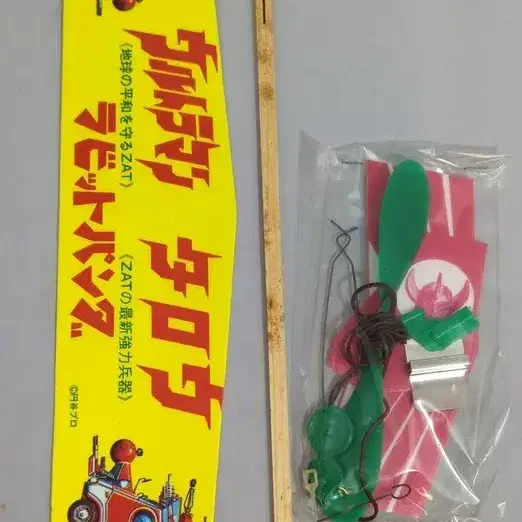 ウルトラマン
《地球の平和を守るZAT》
タロウ
ラビットパンダ
《ZATの最新強力兵器》
©円谷プロ